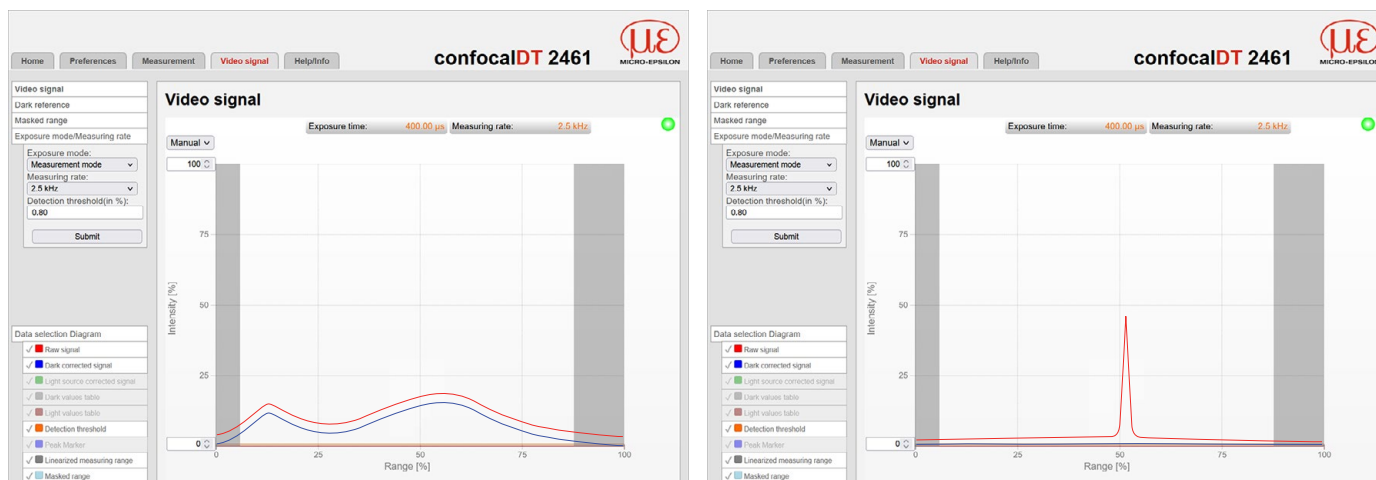 με
MICRO-EPSILON
confocalDT 2461
Home
Preferences
Measurement
Video signal
Help/Info
Video signal
Dark reference
Masked range
Exposure mode/Measuring rate
Exposure mode:
Measurement mode
Measuring rate:
2.5 kHz
Detection threshold(in %):
0.80
Submit
Data selection Diagram
Raw signal
Dark corrected signal
Light source corrected signal
Dark values table
Light values table
Detection threshold
Peak Marker
Linearized measuring range
Masked range
Video signal
Exposure time: 400.00 µs
Measuring rate: 2.5 kHz
Manual
100
75
50
25
0
Intensity [%]
0 25 50 75 100
Range [%]
με
MICRO-EPSILON
confocalDT 2461
Home
Preferences
Measurement
Video signal
Help/Info
Video signal
Dark reference
Masked range
Exposure mode/Measuring rate
Exposure mode:
Measurement mode
Measuring rate:
2.5 kHz
Detection threshold(in %):
0.80
Submit
Data selection Diagram
Raw signal
Dark corrected signal
Light source corrected signal
Dark values table
Light values table
Detection threshold
Peak Marker
Linearized measuring range
Masked range
Video signal
Exposure time: 400.00 µs
Measuring rate: 2.5 kHz
Manual
100
75
50
25
0
Intensity [%]
0 25 50 75 100
Range [%]